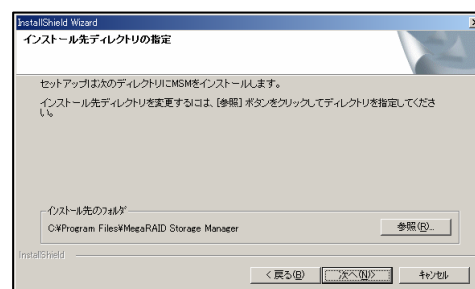 InstallShield Wizard
インストール先ディレクトリの指定
セットアップは次のディレクトリにMSMをインストールします。
インストール先ディレクトリを変更するには、[参照] ボタンをクリックしてディレクトリを指定してくださ
い。
インストール先のフォルダ
C:¥Program Files¥MegaRAID Storage Manager
参照(R)...
InstallShield
< 戻る(B)
次へ(N)>
キャンセル